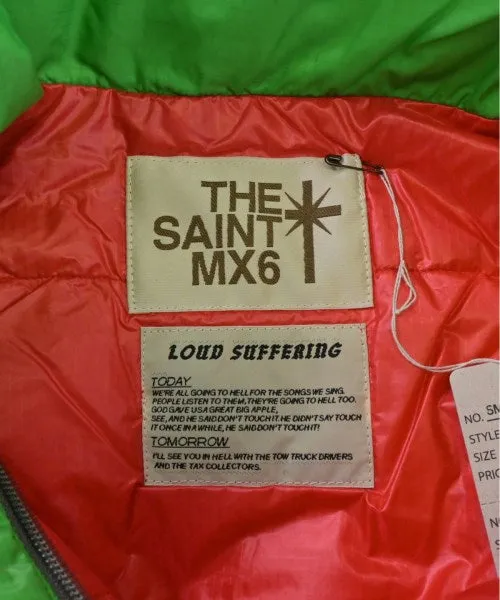 THE
SAINT
MX6
LOUD SUFFERING
TODAY
WE'RE ALL GOING TO HELL FOR THE SONGS WE SING.
PEOPLE LISTEN TO THEM, THEY'RE GOING TO HELL TOO.
GOD GAVE US A GREAT BIG APPLE,
SEE, AND HE SAID DON'T TOUCH IT. HE DIDN'T SAY TOUCH
IT ONCE IN A WHILE, HE SAID DON'T TOUCH IT!
TOMORROW
I'LL SEE YOU IN HELL WITH THE TOW TRUCK DRIVERS
AND THE TAX COLLECTORS.
NO. SM
STYLE
SIZE
PRIC
N